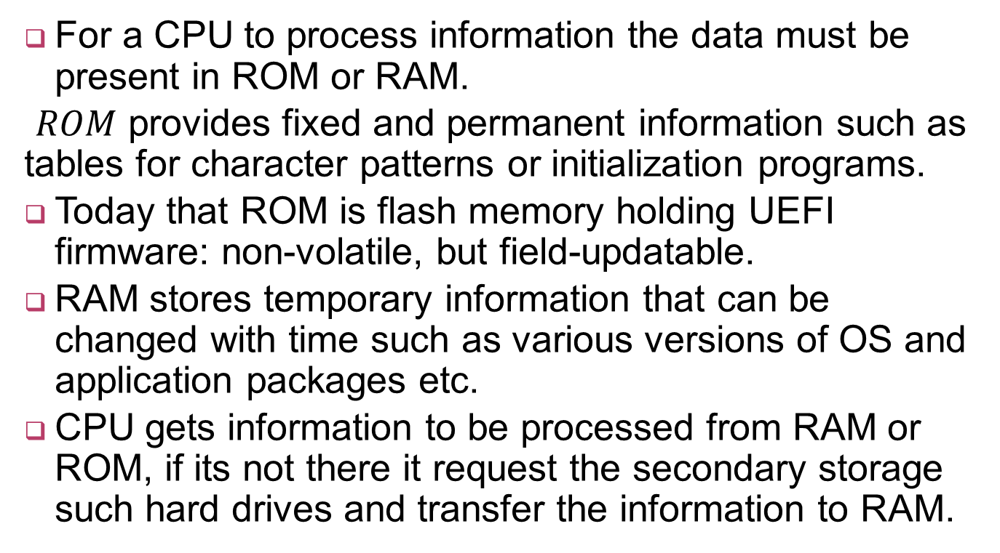 ❑ For a CPU to process information the data must be
present in ROM or RAM.
ROM provides fixed and permanent information such as
tables for character patterns or initialization programs.
❑ Today that ROM is flash memory holding UEFI
firmware: non-volatile, but field-updatable.
❑ RAM stores temporary information that can be
changed with time such as various versions of OS and
application packages etc.
❑ CPU gets information to be processed from RAM or
ROM, if its not there it request the secondary storage
such hard drives and transfer the information to RAM.